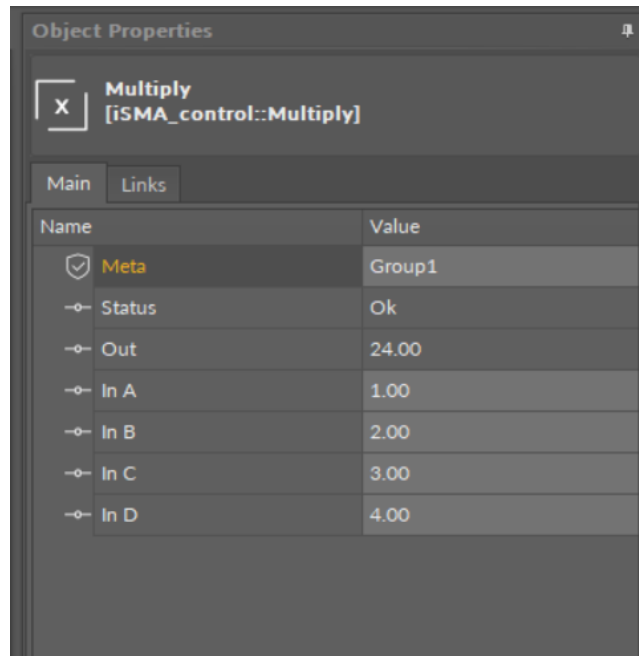 Object Properties
X
Multiply
[iSMA_control::Multiply]
Main Links
Name Value
Meta Group1
Status Ok
Out 24.00
In A 1.00
In B 2.00
In C 3.00
In D 4.00